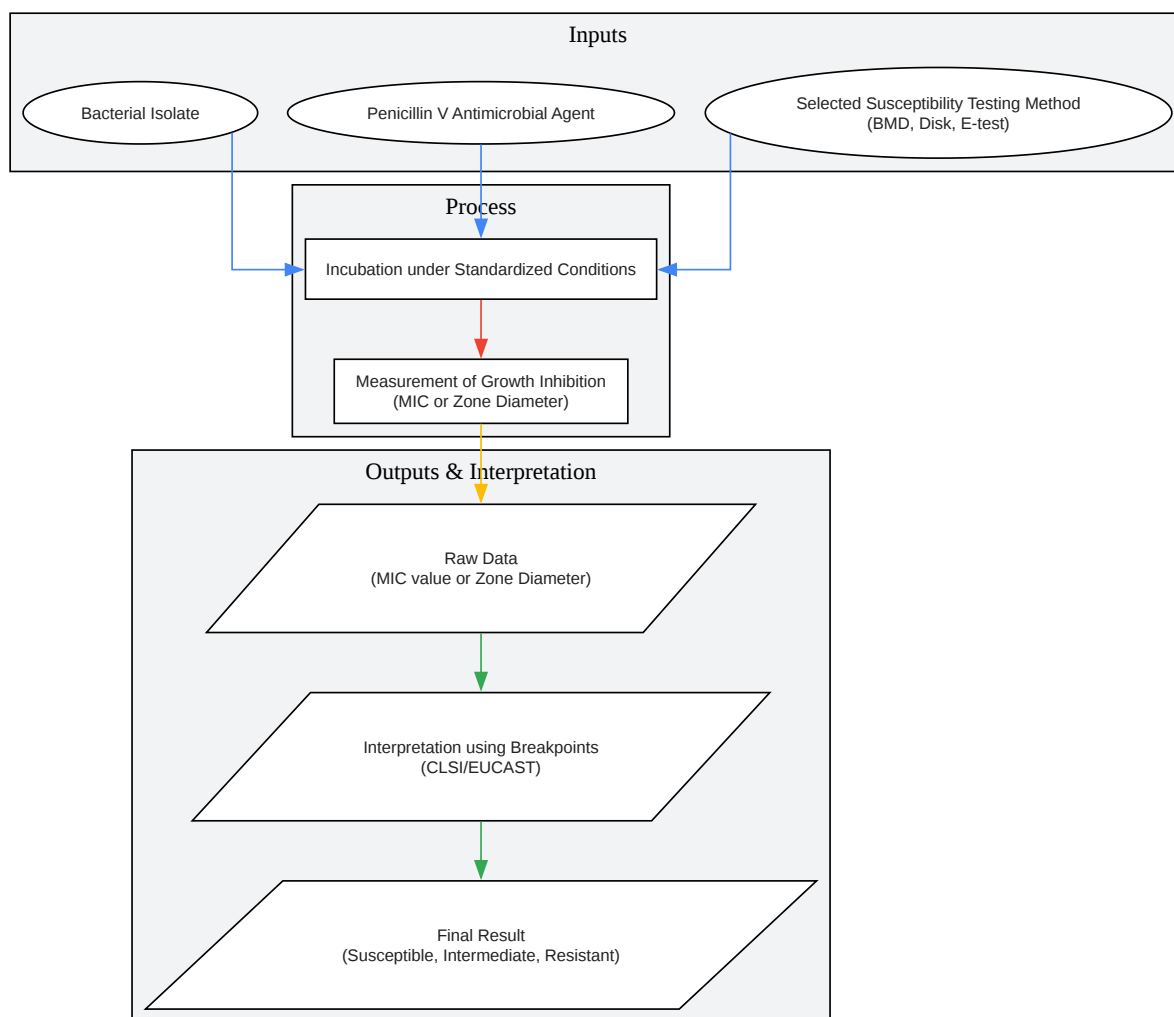 Inputs
Bacterial Isolate
Penicillin V Antimicrobial Agent
Selected Susceptibility Testing Method
(BMD, Disk, E-test)
Process
Incubation under Standardized Conditions
Measurement of Growth Inhibition
(MIC or Zone Diameter)
Outputs & Interpretation
Raw Data
(MIC value or Zone Diameter)
Interpretation using Breakpoints
(CLSI/EUCAST)
Final Result
(Susceptible, Intermediate, Resistant)